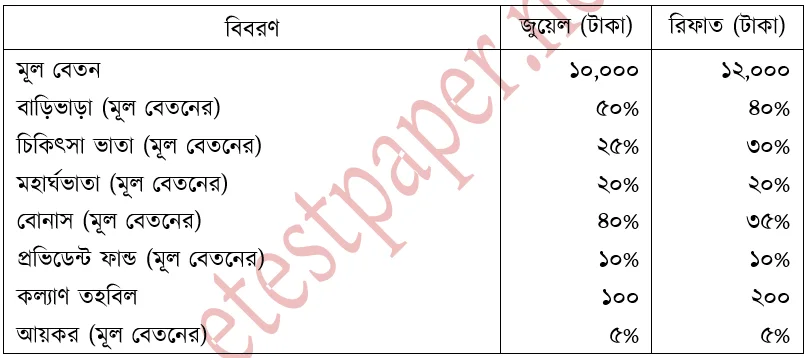 বিবরণ জুয়েল (টাকা) রিফাত (টাকা)
মূল বেতন ১০,০০০ ১২,০০০
বাড়িভাড়া (মূল বেতনের) ৫০% ৪০%
চিকিৎসা ভাতা (মূল বেতনের) ২৫% ৩০%
মহার্ঘভাতা (মূল বেতনের) ২০% ২০%
বোনাস (মূল বেতনের) ৪০% ৩৫%
প্রভিডেন্ট ফান্ড (মূল বেতনের) ১০% ১০%
কল্যাণ তহবিল ১০০ ২০০
আয়কর (মূল বেতনের) ৫% ৫%
etestpaper.net